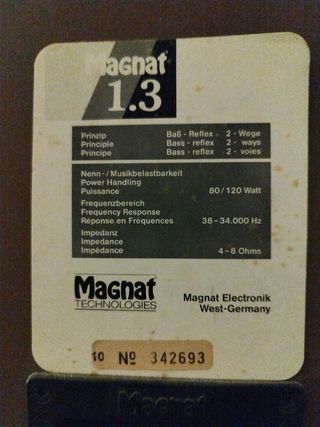 Magnat
1.3
Prinzip Baß - Reflex 2 - Wege
Principle Bass - reflex 2 - ways
Principe Bass - reflex 2 - voies
Nenn - / Musikbelastbarkeit
Power Handling
Puissance 80 / 120 Watt
Frequenzbereich
Frequency Response
Réponse en Fréquences 38 – 34.000 Hz
Impedanz
Impedance
Impédance 4 – 8 Ohms
Magnat
TECHNOLOGIES
Magnat Electronik
West-Germany
10 Nº 342693
Magnat